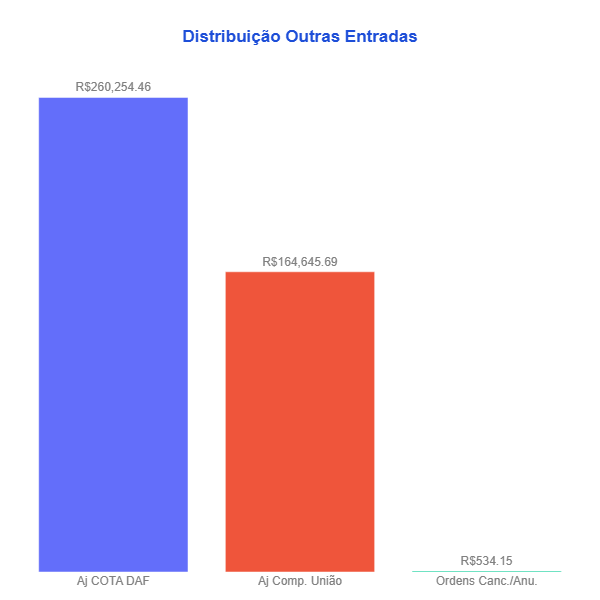 Distribuição Outras Entradas
R$260,254.46
R$164,645.69
R$534.15
Aj COTA DAF
Aj Comp. União
Ordens Canc./Anu.